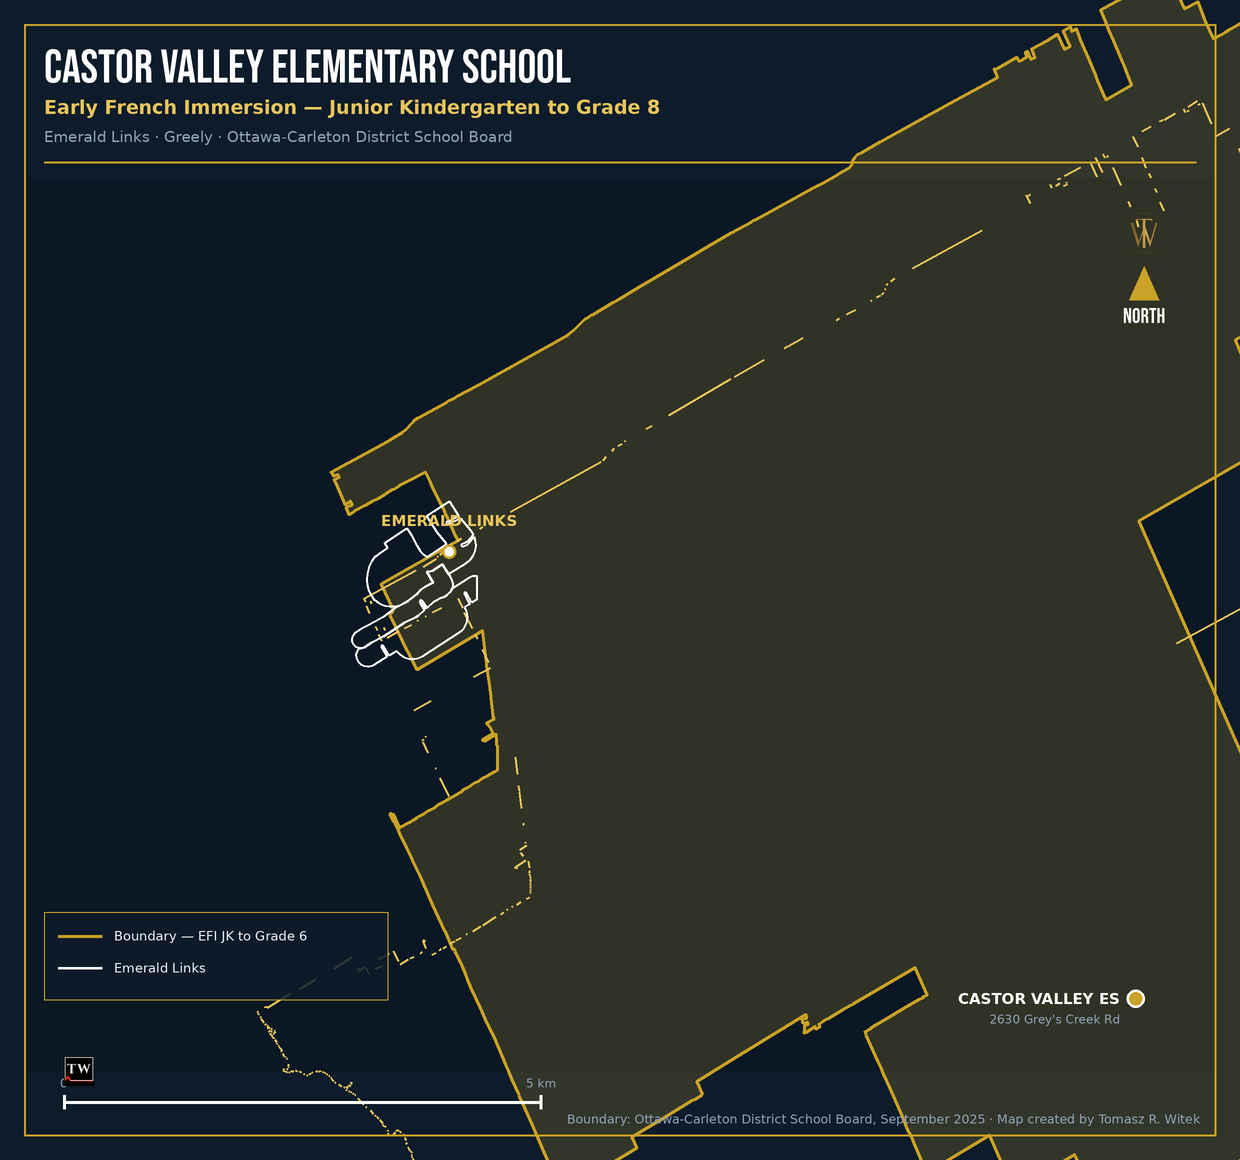 CASTOR VALLEY ELEMENTARY SCHOOL
Early French Immersion — Junior Kindergarten to Grade 8
Emerald Links · Greely · Ottawa-Carleton District School Board
NORTH
EMERALD LINKS
Boundary — EFI JK to Grade 6
Emerald Links
CASTOR VALLEY ES
2630 Grey's Creek Rd
TW
0
5 km
Boundary: Ottawa-Carleton District School Board, September 2025 · Map created by Tomasz R. Witek